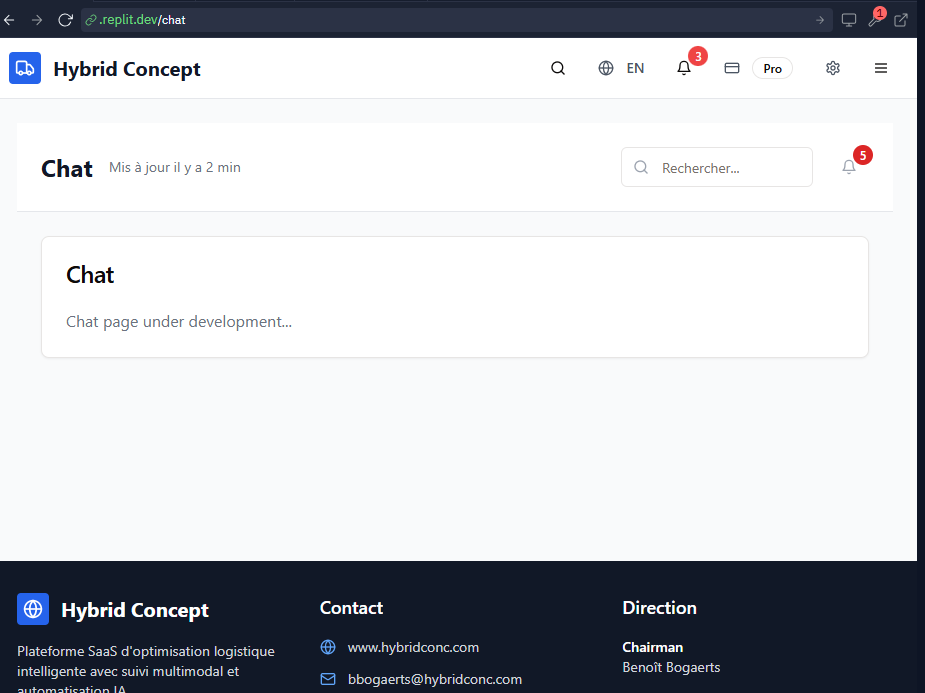 .replit.dev/chat
1
Hybrid Concept
EN
3
Pro
Chat
Mis à jour il y a 2 min
Rechercher...
5
Chat
Chat page under development...
Hybrid Concept
Plateforme SaaS d'optimisation logistique
intelligente avec suivi multimodal et
automatisation IA
Contact
www.hybridconc.com
bbogaerts@hybridconc.com
Direction
Chairman
Benoît Bogaerts